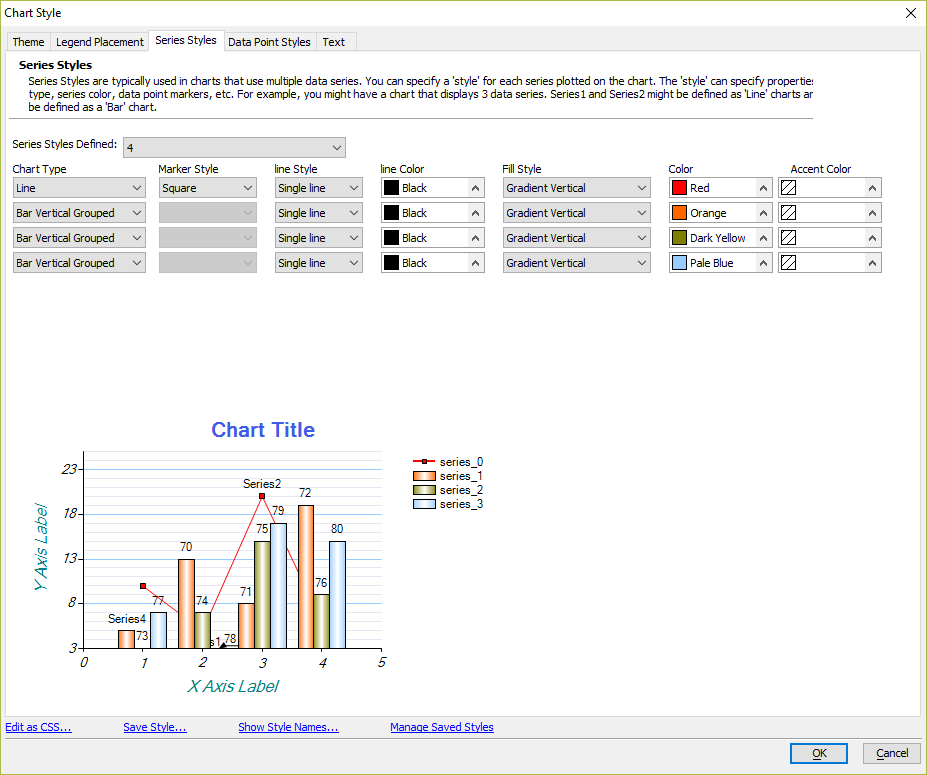 Chart Style
Theme Legend Placement Series Styles Data Point Styles Text
Series Styles
Series Styles are typically used in charts that use multiple data series. You can specify a 'style' for each series plotted on the chart. The 'style' can specify properties
type, series color, data point markers, etc. For example, you might have a chart that displays 3 data series. Series1 and Series2 might be defined as 'Line' charts
be defined as a 'Bar' chart.
Series Styles Defined: 4
Chart Type Marker Style line Style line Color Fill Style Color Accent Color
Line Square Single line Black Gradient Vertical Red
Bar Vertical Grouped Single line Black Gradient Vertical Orange
Bar Vertical Grouped Single line Black Gradient Vertical Dark Yellow
Bar Vertical Grouped Single line Black Gradient Vertical Pale Blue
Chart Title
series_0
series_1
series_2
series_3
23
18
13
8
3
Y Axis Label
Series2
72
79
75
80
70
76
71
77
74
Series4
73
s1
78
0 1 2 3 4 5
X Axis Label
Edit as CSS... Save Style... Show Style Names... Manage Saved Styles
OK Cancel